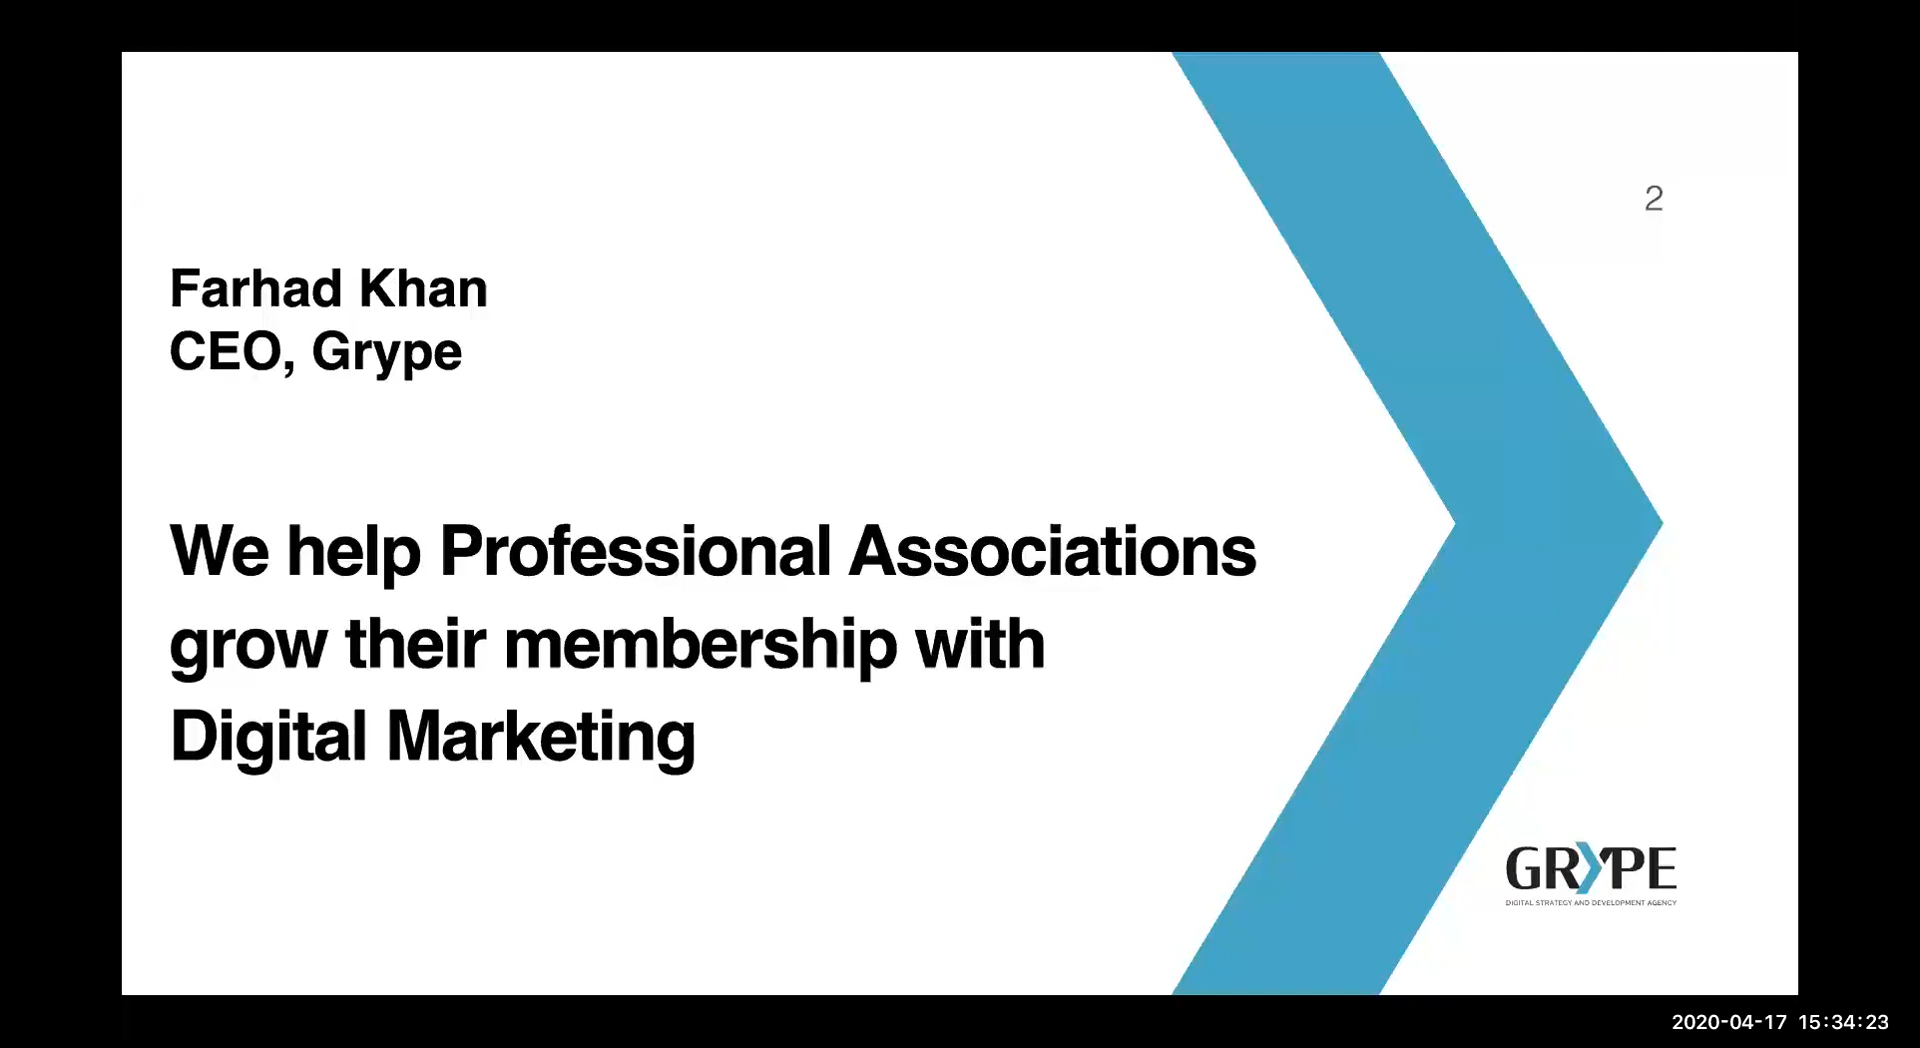 2
Farhad Khan
CEO, Grype
We help Professional Associations
grow their membership with
Digital Marketing
GRYPE
DIGITAL STRATEGY AND DEVELOPMENT AGENCY
2020-04-17 15:34:23